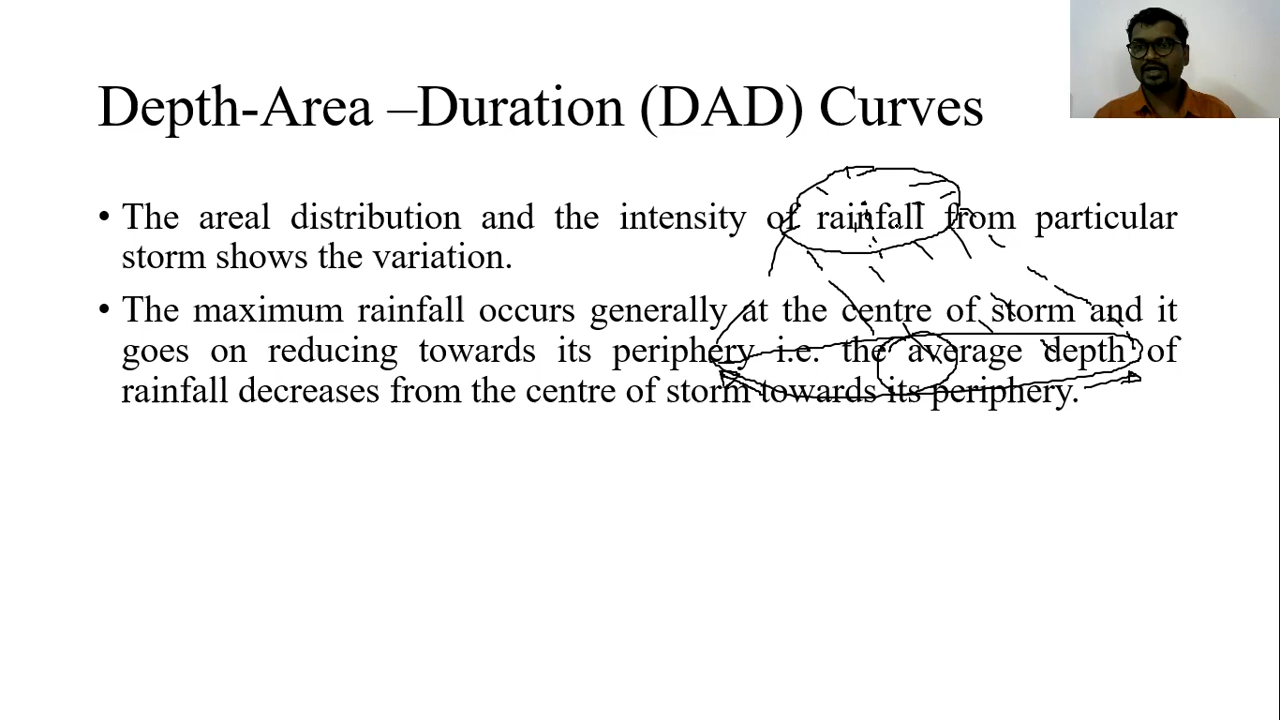 Depth-Area –Duration (DAD) Curves
• The areal distribution and the intensity of rainfall from particular
storm shows the variation.
• The maximum rainfall occurs generally at the centre of storm and it
goes on reducing towards its periphery i.e. the average depth of
rainfall decreases from the centre of storm towards its periphery.